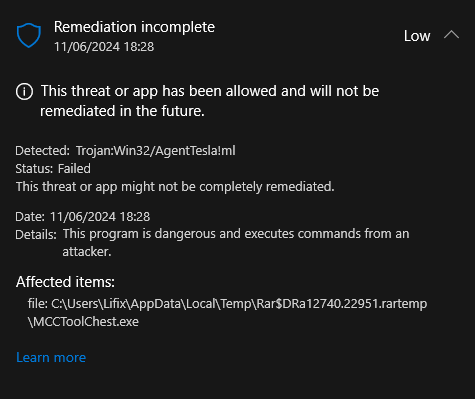 Remediation incomplete
11/06/2024 18:28
Low
This threat or app has been allowed and will not be
remediated in the future.
Detected: Trojan:Win32/AgentTesla!ml
Status: Failed
This threat or app might not be completely remediated.
Date: 11/06/2024 18:28
Details: This program is dangerous and executes commands from an
attacker.
Affected items:
file: C:\Users\Lifix\AppData\Local\Temp\Rar$DRa12740.22951.rartemp
\MCCToolChest.exe
Learn more